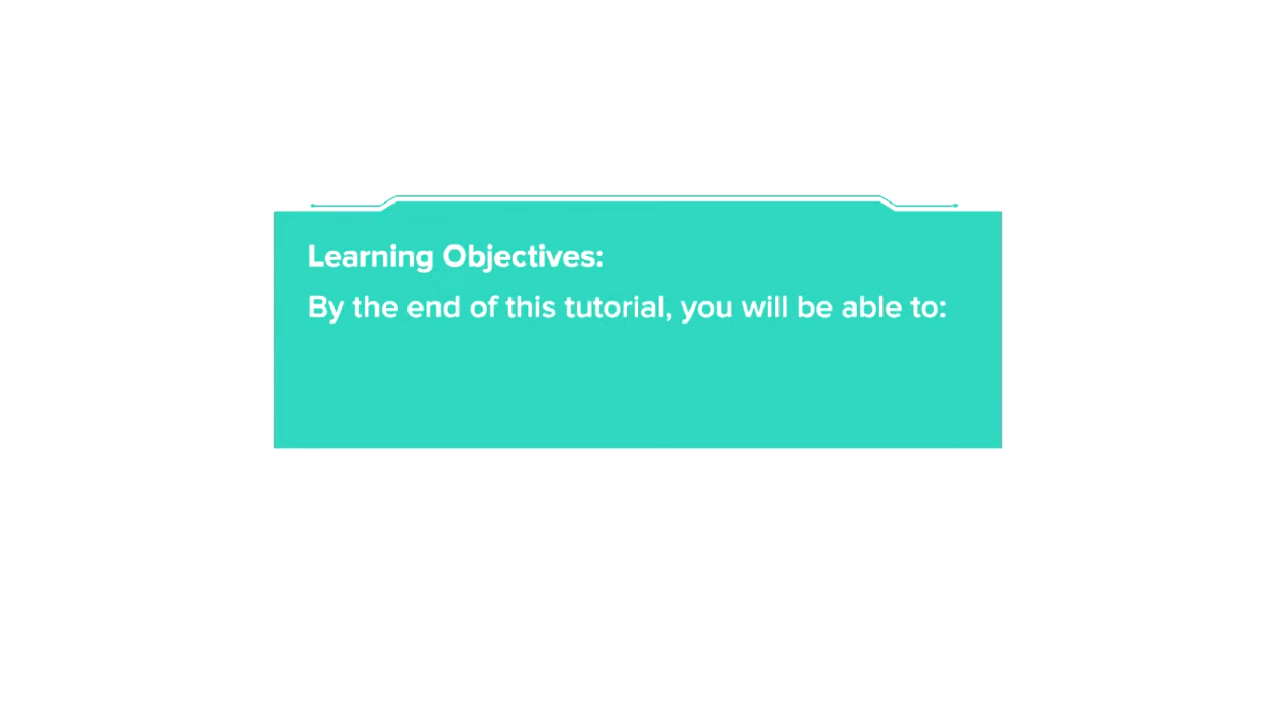 Learning Objectives:
By the end of this tutorial, you will be able to: